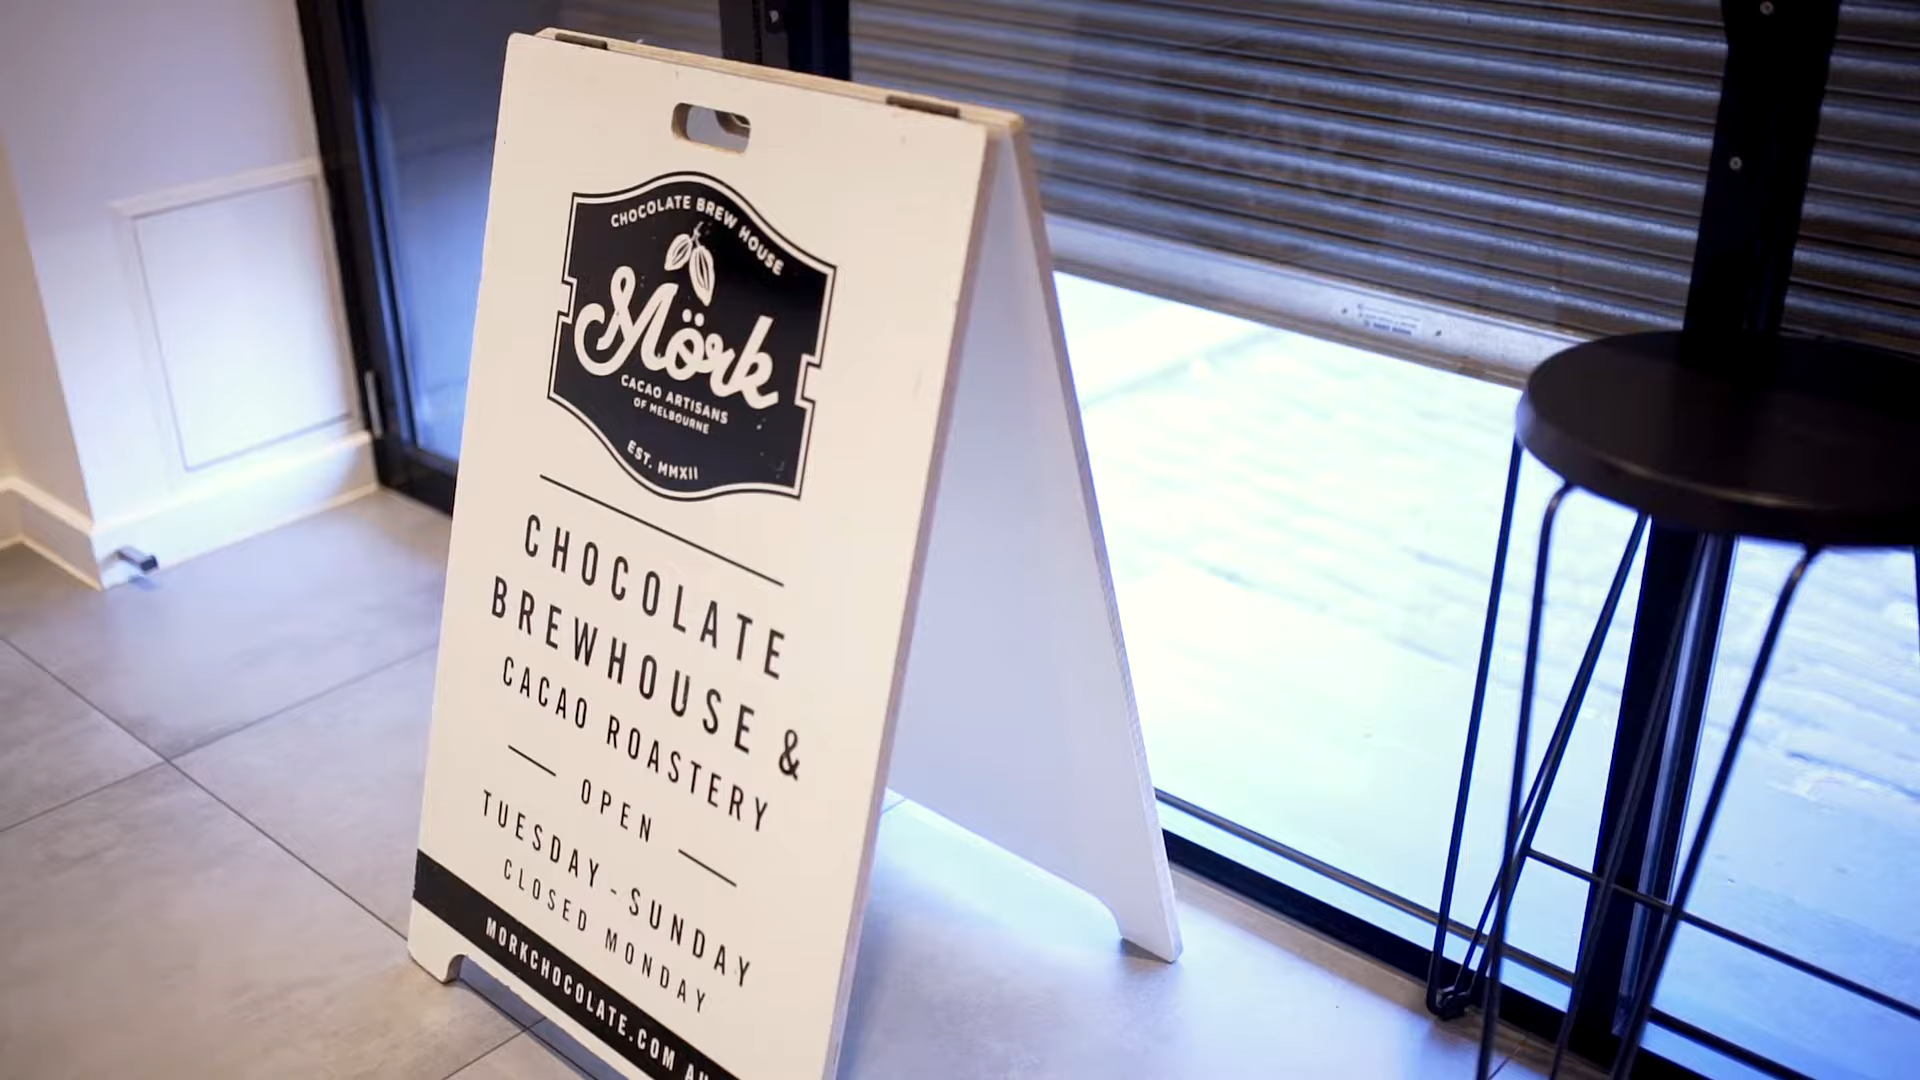 CHOCOLATE BREW HOUSE
Mörk
CACAO ARTISANS
OF MELBOURNE
EST. MMXII
CHOCOLATE
BREWHOUSE &
CACAO ROASTERY
OPEN
TUESDAY - SUNDAY
CLOSED MONDAY
MORKCHOCOLATE.COM